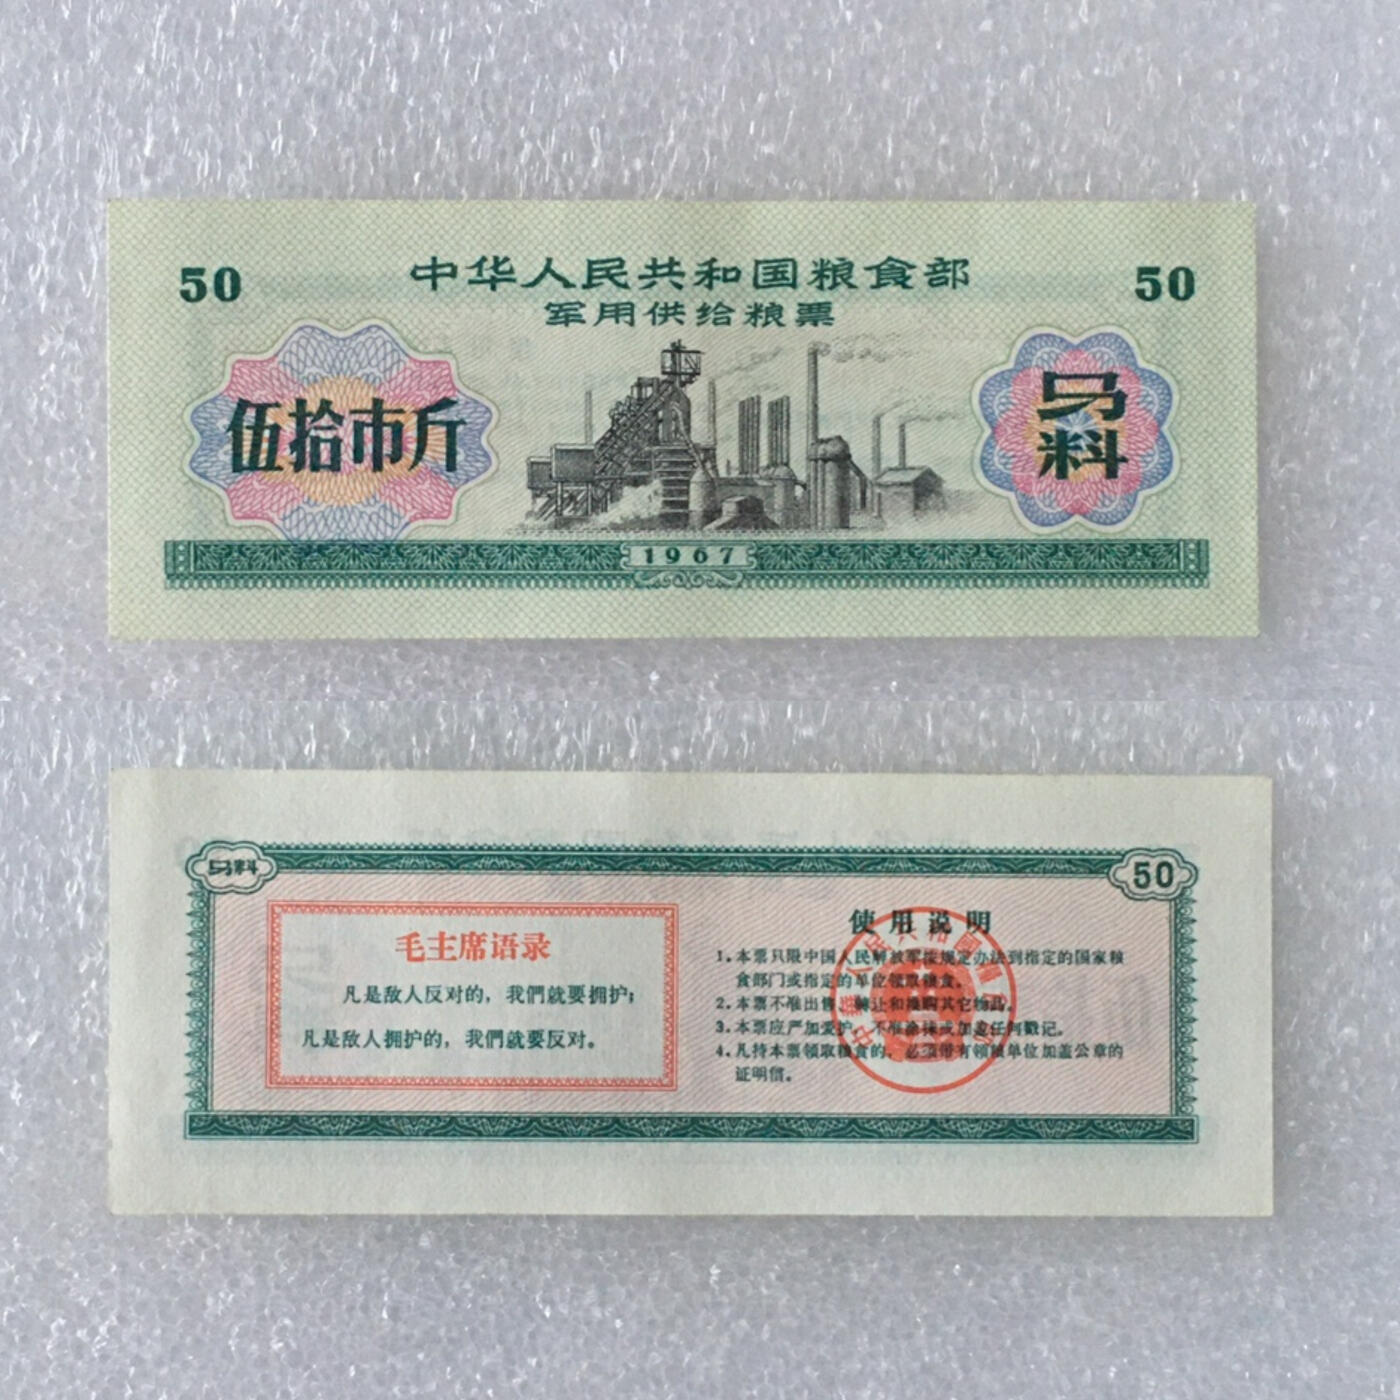 中华人民共和国粮食部
军用供给粮票
50
50
伍拾市斤
马
料
1967
马料
50
毛主席语录
凡是敌人反对的，我們就要拥护；
凡是敌人拥护的，我們就要反对。
使用说明
1.本票只限中国人民解放军按规定办法到指定的国家粮
食部门或指定的单位领取粮食。
2.本票不准出售、转让和换购其它物品。
3.本票应严加爱护，不准涂抹或加盖任何戳记。
4.凡持本票领取粮食的，必须带有领粮单位加盖公章的
证明信。